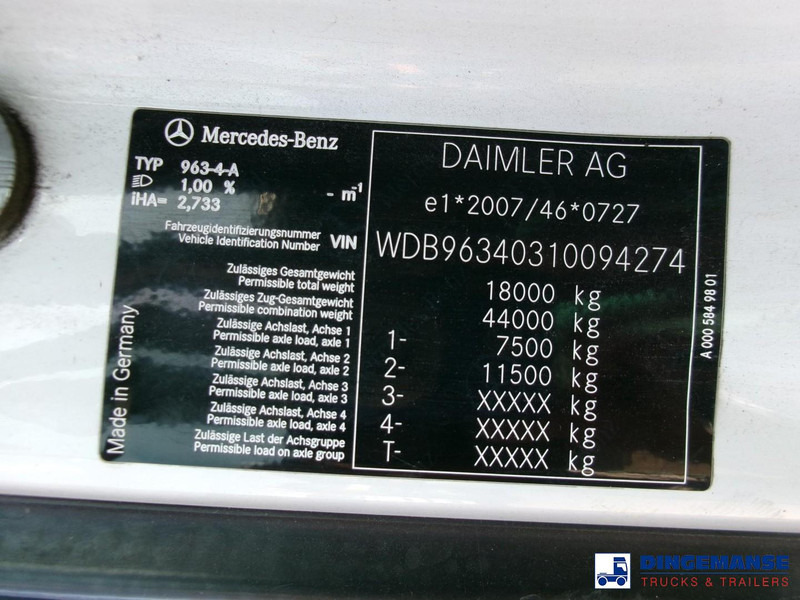 Mercedes-Benz
TYP 963-4-A
1,00 % - m-1
iHA= 2,733
DAIMLER AG
e1*2007/46*0727
Fahrzeugidentifizierungsnummer
Vehicle Identification Number VIN WDB96340310094274
Zulässiges Gesamtgewicht
Permissible total weight 18000 kg
Zulässiges Zug-Gesamtgewicht
Permissible combination weight 44000 kg
Zulässige Achslast, Achse 1
Permissible axle load, axle 1 1- 7500 kg
Zulässige Achslast, Achse 2
Permissible axle load, axle 2 2- 11500 kg
Zulässige Achslast, Achse 3
Permissible axle load, axle 3 3- XXXXX kg
Zulässige Achslast, Achse 4
Permissible axle load, axle 4 4- XXXXX kg
Zulässige Last der Achsgruppe
Permissible load on axle group T- XXXXX kg
Made in Germany
A 000 584 98 01
DINGEMANSE
TRUCKS & TRAILERS